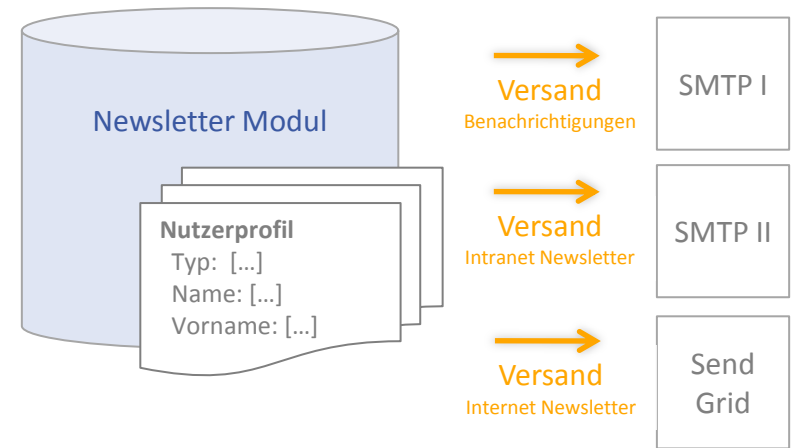 Newsletter Modul
Nutzerprofil
Typ: […]
Name: […]
Vorname: […]
Versand
Benachrichtigungen
SMTP I
Versand
Intranet Newsletter
SMTP II
Versand
Internet Newsletter
Send
Grid